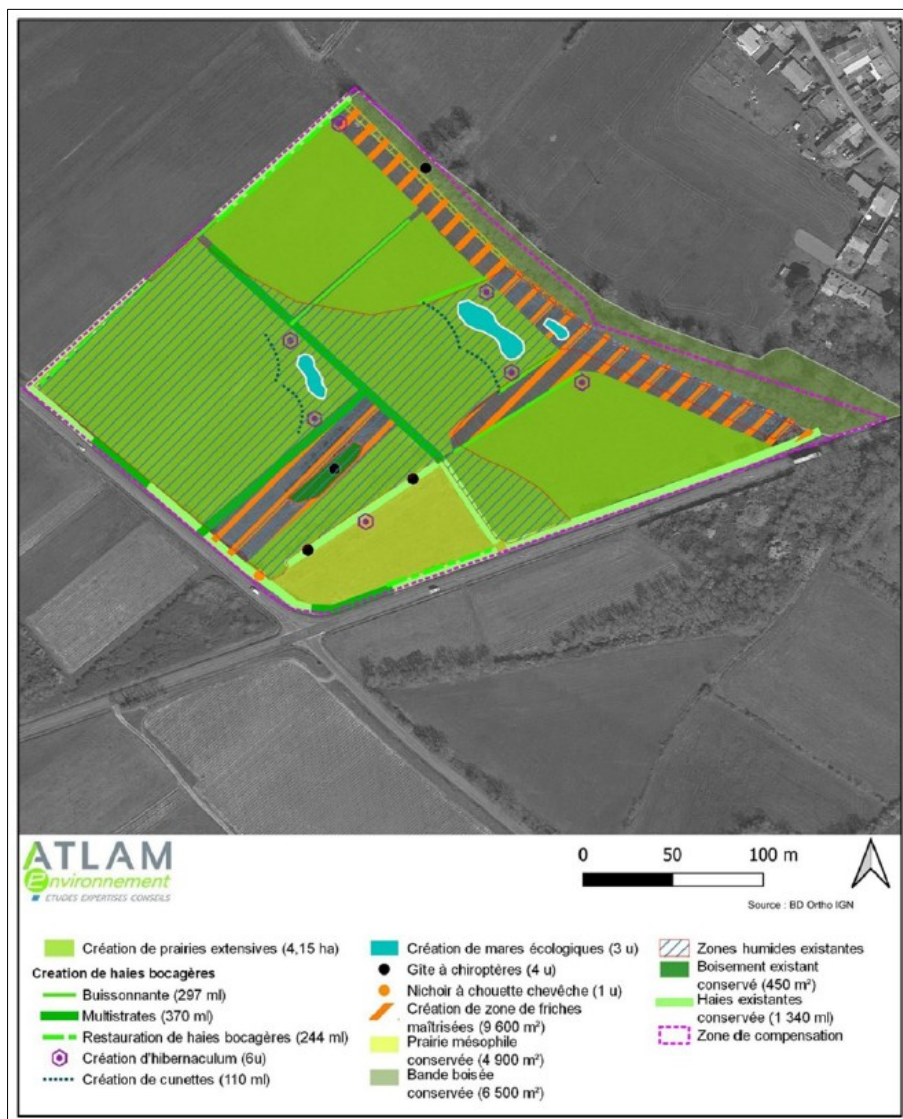 ATLAM
Environnement
ETUDES EXPERTISES CONSEILS
0 50 100 m
Source : BD Ortho IGN
Création de prairies extensives (4,15 ha)
Création de haies bocagères
Buissonnante (297 ml)
Multistrates (370 ml)
Restauration de haies bocagères (244 ml)
Création d'hibernaculum (6u)
Création de cunettes (110 ml)
Création de mares écologiques (3 u)
Gîte à chiroptères (4 u)
Nichoir à chouette chevêche (1 u)
Création de zone de friches
maîtrisées (9 600 m²)
Prairie mésophile
conservée (4 900 m²)
Bande boisée
conservée (6 500 m²)
Zones humides existantes
Boisement existant
conservé (450 m²)
Haies existantes
conservée (1 340 ml)
Zone de compensation